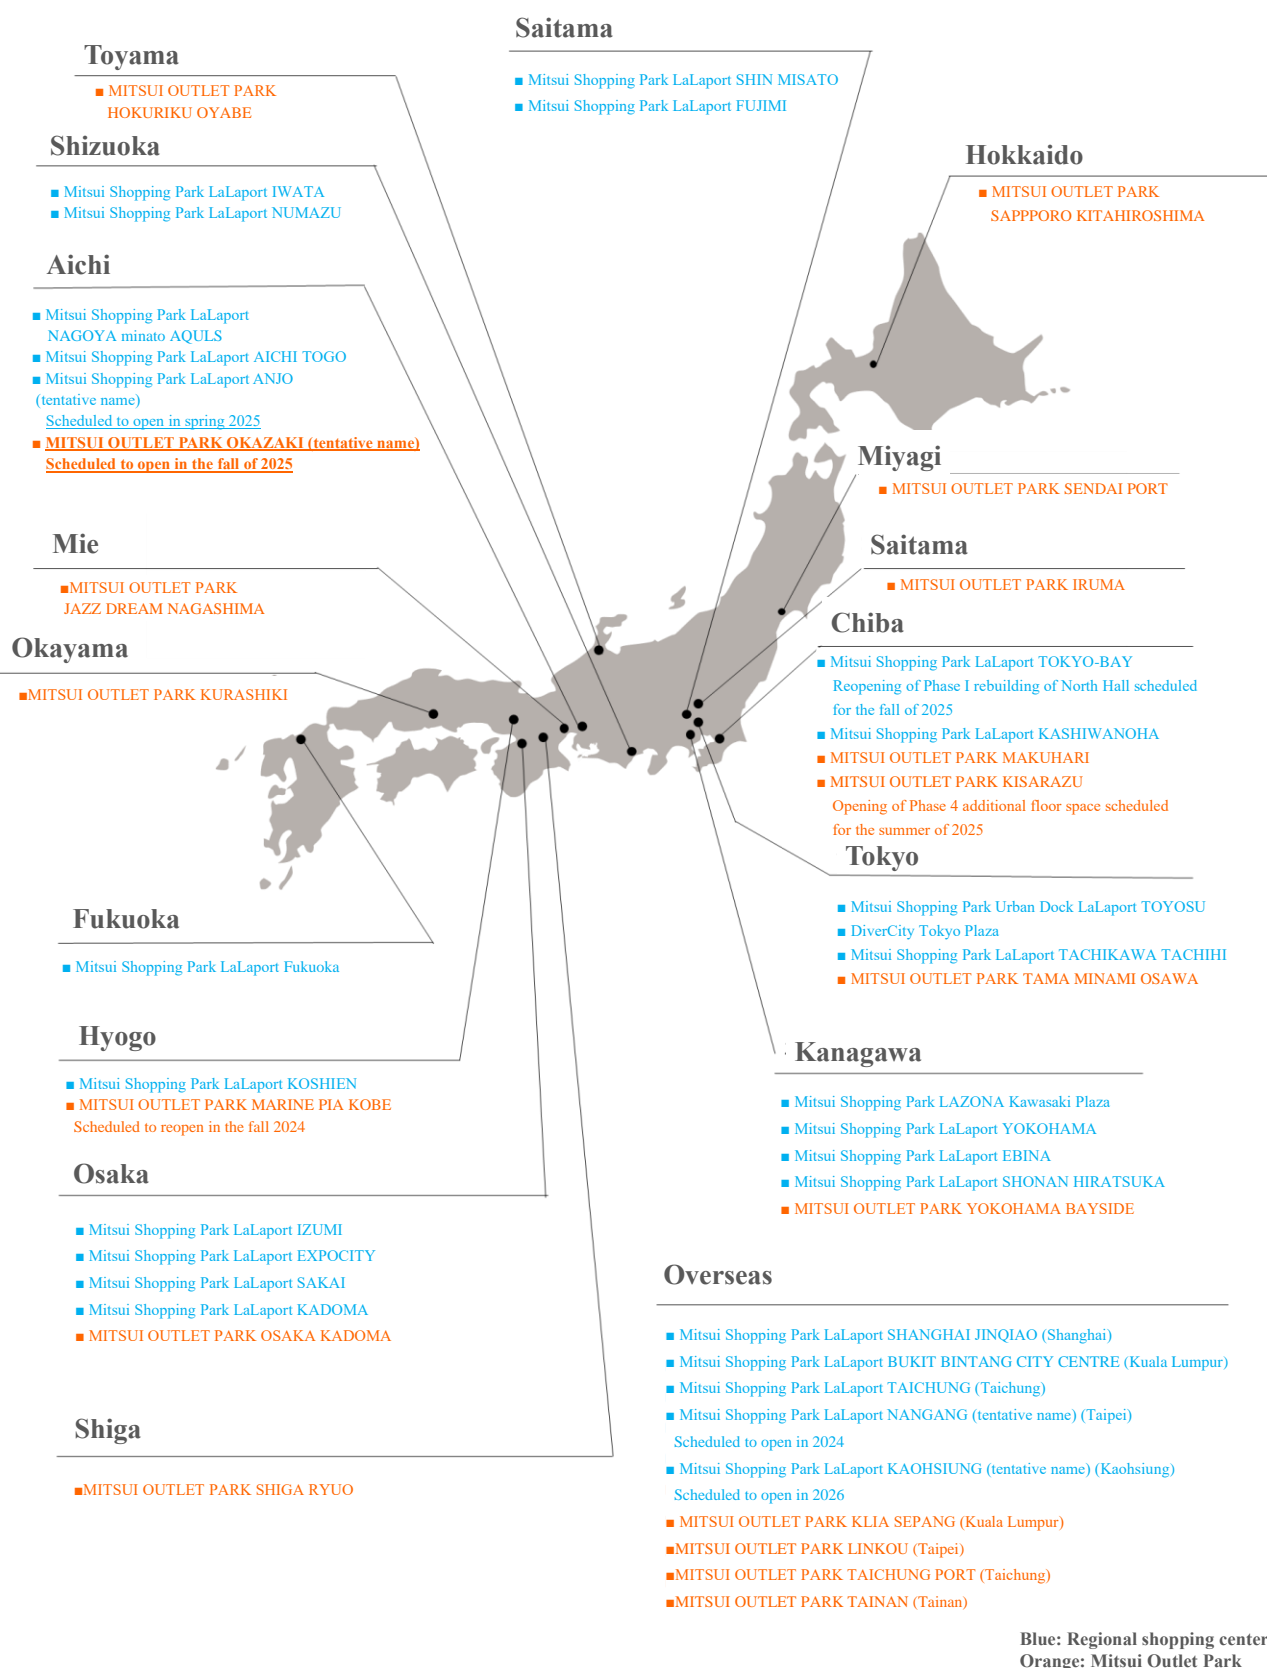 Saitama
■ Mitsui Shopping Park LaLaport SHIN MISATO
■ Mitsui Shopping Park LaLaport FUJIMI
Toyama
■ MITSUI OUTLET PARK
HOKURIKU OYABE
Shizuoka
■ Mitsui Shopping Park LaLaport IWATA
■ Mitsui Shopping Park LaLaport NUMAZU
Aichi
■ Mitsui Shopping Park LaLaport
NAGOYA minato AQULS
■ Mitsui Shopping Park LaLaport AICHI TOGO
■ Mitsui Shopping Park LaLaport ANJO
(tentative name)
Scheduled to open in spring 2025
■ MITSUI OUTLET PARK OKAZAKI (tentative name)
Scheduled to open in the fall of 2025
Mie
■MITSUI OUTLET PARK
JAZZ DREAM NAGASHIMA
Okayama
■MITSUI OUTLET PARK KURASHIKI
Fukuoka
■ Mitsui Shopping Park LaLaport Fukuoka
Hyogo
■ Mitsui Shopping Park LaLaport KOSHIEN
■ MITSUI OUTLET PARK MARINE PIA KOBE
Scheduled to reopen in the fall 2024
Osaka
■ Mitsui Shopping Park LaLaport IZUMI
■ Mitsui Shopping Park LaLaport EXPOCITY
■ Mitsui Shopping Park LaLaport SAKAI
■ Mitsui Shopping Park LaLaport KADOMA
■ MITSUI OUTLET PARK OSAKA KADOMA
Shiga
■MITSUI OUTLET PARK SHIGA RYUO
Hokkaido
■ MITSUI OUTLET PARK
SAPPPORO KITAHIROSHIMA
Miyagi
■ MITSUI OUTLET PARK SENDAI PORT
Saitama
■ MITSUI OUTLET PARK IRUMA
Chiba
■ Mitsui Shopping Park LaLaport TOKYO-BAY
Reopening of Phase I rebuilding of North Hall scheduled
for the fall of 2025
■ Mitsui Shopping Park LaLaport KASHIWANOHA
■ MITSUI OUTLET PARK MAKUHARI
■ MITSUI OUTLET PARK KISARAZU
Opening of Phase 4 additional floor space scheduled
for the summer of 2025
Tokyo
■ Mitsui Shopping Park Urban Dock LaLaport TOYOSU
■ DiverCity Tokyo Plaza
■ Mitsui Shopping Park LaLaport TACHIKAWA TACHIHI
■ MITSUI OUTLET PARK TAMA MINAMI OSAWA
Kanagawa
■ Mitsui Shopping Park LAZONA Kawasaki Plaza
■ Mitsui Shopping Park LaLaport YOKOHAMA
■ Mitsui Shopping Park LaLaport EBINA
■ Mitsui Shopping Park LaLaport SHONAN HIRATSUKA
■ MITSUI OUTLET PARK YOKOHAMA BAYSIDE
Overseas
■ Mitsui Shopping Park LaLaport SHANGHAI JINQIAO (Shanghai)
■ Mitsui Shopping Park LaLaport BUKIT BINTANG CITY CENTRE (Kuala Lumpur)
■ Mitsui Shopping Park LaLaport TAICHUNG (Taichung)
■ Mitsui Shopping Park LaLaport NANGANG (tentative name) (Taipei)
Scheduled to open in 2024
■ Mitsui Shopping Park LaLaport KAOHSIUNG (tentative name) (Kaohsiung)
Scheduled to open in 2026
■ MITSUI OUTLET PARK KLIA SEPANG (Kuala Lumpur)
■MITSUI OUTLET PARK LINKOU (Taipei)
■MITSUI OUTLET PARK TAICHUNG PORT (Taichung)
■MITSUI OUTLET PARK TAINAN (Tainan)
Blue: Regional shopping center
Orange: Mitsui Outlet Park